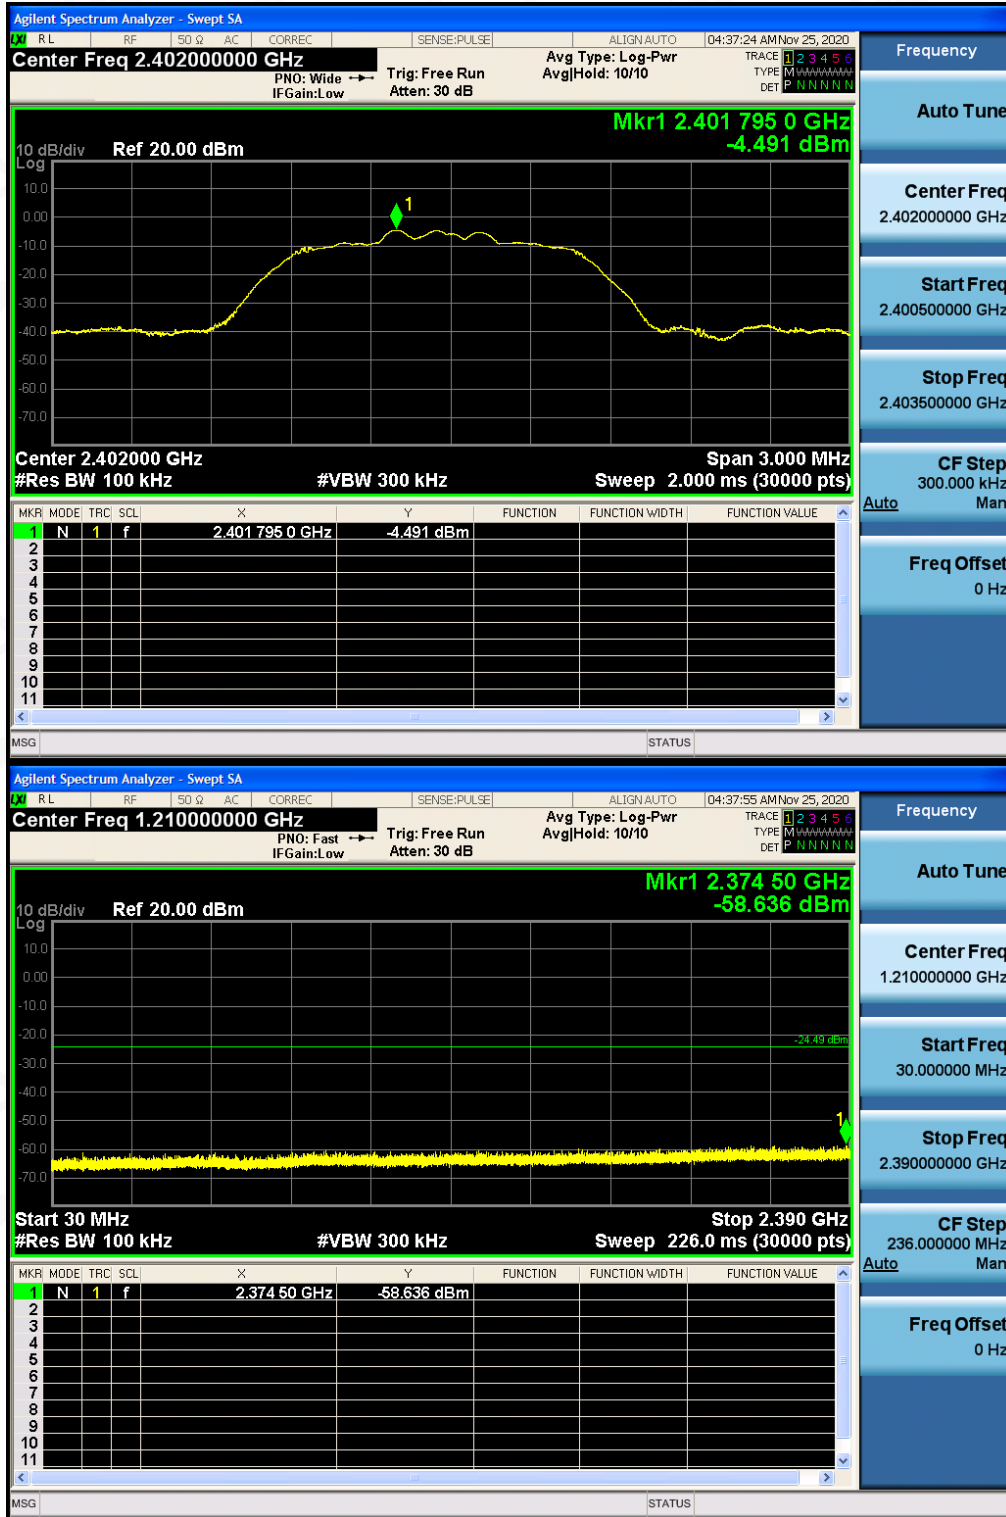 Agilent Spectrum Analyzer - Swept SA
LXI RL RF 50 Ω AC CORREC SENSE:PULSE ALIGN AUTO 04:37:24 AM Nov 25, 2020
Center Freq 2.402000000 GHz
PNO: Wide
IFGain:Low
Trig: Free Run
Atten: 30 dB
Avg Type: Log-Pwr
Avg|Hold: 10/10
TRACE 1 2 3 4 5 6
TYPE M WWWWW
DET P N N N N N
Mkr1 2.401 795 0 GHz
-4.491 dBm
10 dB/div Ref 20.00 dBm
Log
10.0
0.00
-10.0
-20.0
-30.0
-40.0
-50.0
-60.0
-70.0
1
Center 2.402000 GHz Span 3.000 MHz
#Res BW 100 kHz #VBW 300 kHz Sweep 2.000 ms (30000 pts)
MKR MODE TRC SCL X Y FUNCTION FUNCTION WIDTH FUNCTION VALUE
1 N 1 f 2.401 795 0 GHz -4.491 dBm
2
3
4
5
6
7
8
9
10
11
MSG STATUS
Frequency
Auto Tune
Center Freq
2.402000000 GHz
Start Freq
2.400500000 GHz
Stop Freq
2.403500000 GHz
CF Step
300.000 kHz
Auto Man
Freq Offset
0 Hz
Agilent Spectrum Analyzer - Swept SA
LXI RL RF 50 Ω AC CORREC SENSE:PULSE ALIGN AUTO 04:37:55 AM Nov 25, 2020
Center Freq 1.210000000 GHz
PNO: Fast
IFGain:Low
Trig: Free Run
Atten: 30 dB
Avg Type: Log-Pwr
Avg|Hold: 10/10
TRACE 1 2 3 4 5 6
TYPE M WWWWW
DET P N N N N N
Mkr1 2.374 50 GHz
-58.636 dBm
10 dB/div Ref 20.00 dBm
Log
10.0
0.00
-10.0
-20.0
-30.0
-40.0
-50.0
-60.0
-70.0
-24.49 dBm
1
Start 30 MHz Stop 2.390 GHz
#Res BW 100 kHz #VBW 300 kHz Sweep 226.0 ms (30000 pts)
MKR MODE TRC SCL X Y FUNCTION FUNCTION WIDTH FUNCTION VALUE
1 N 1 f 2.374 50 GHz -58.636 dBm
2
3
4
5
6
7
8
9
10
11
MSG STATUS
Frequency
Auto Tune
Center Freq
1.210000000 GHz
Start Freq
30.000000 MHz
Stop Freq
2.390000000 GHz
CF Step
236.000000 MHz
Auto Man
Freq Offset
0 Hz